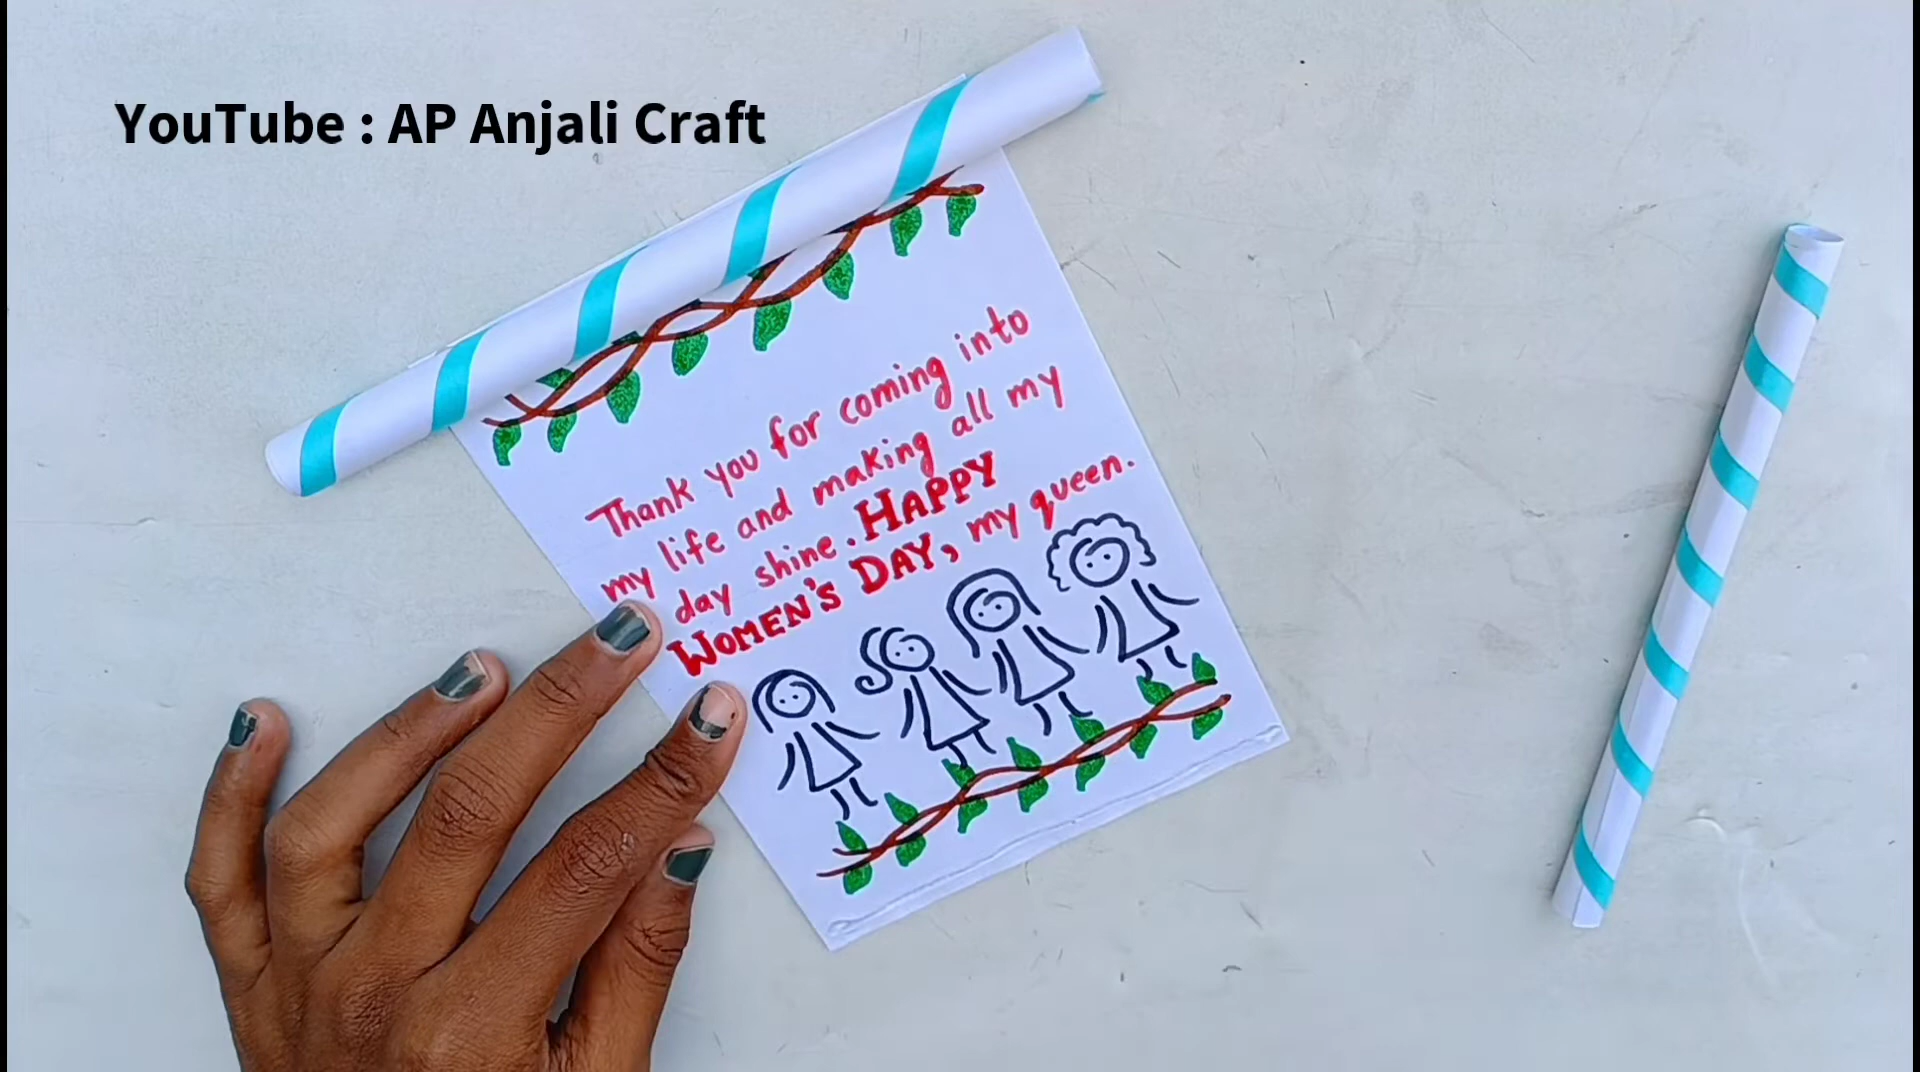 YouTube : AP Anjali Craft
Thank you for coming into
my life and making all my
day shine. HAPPY
WOMEN'S DAY, my queen.